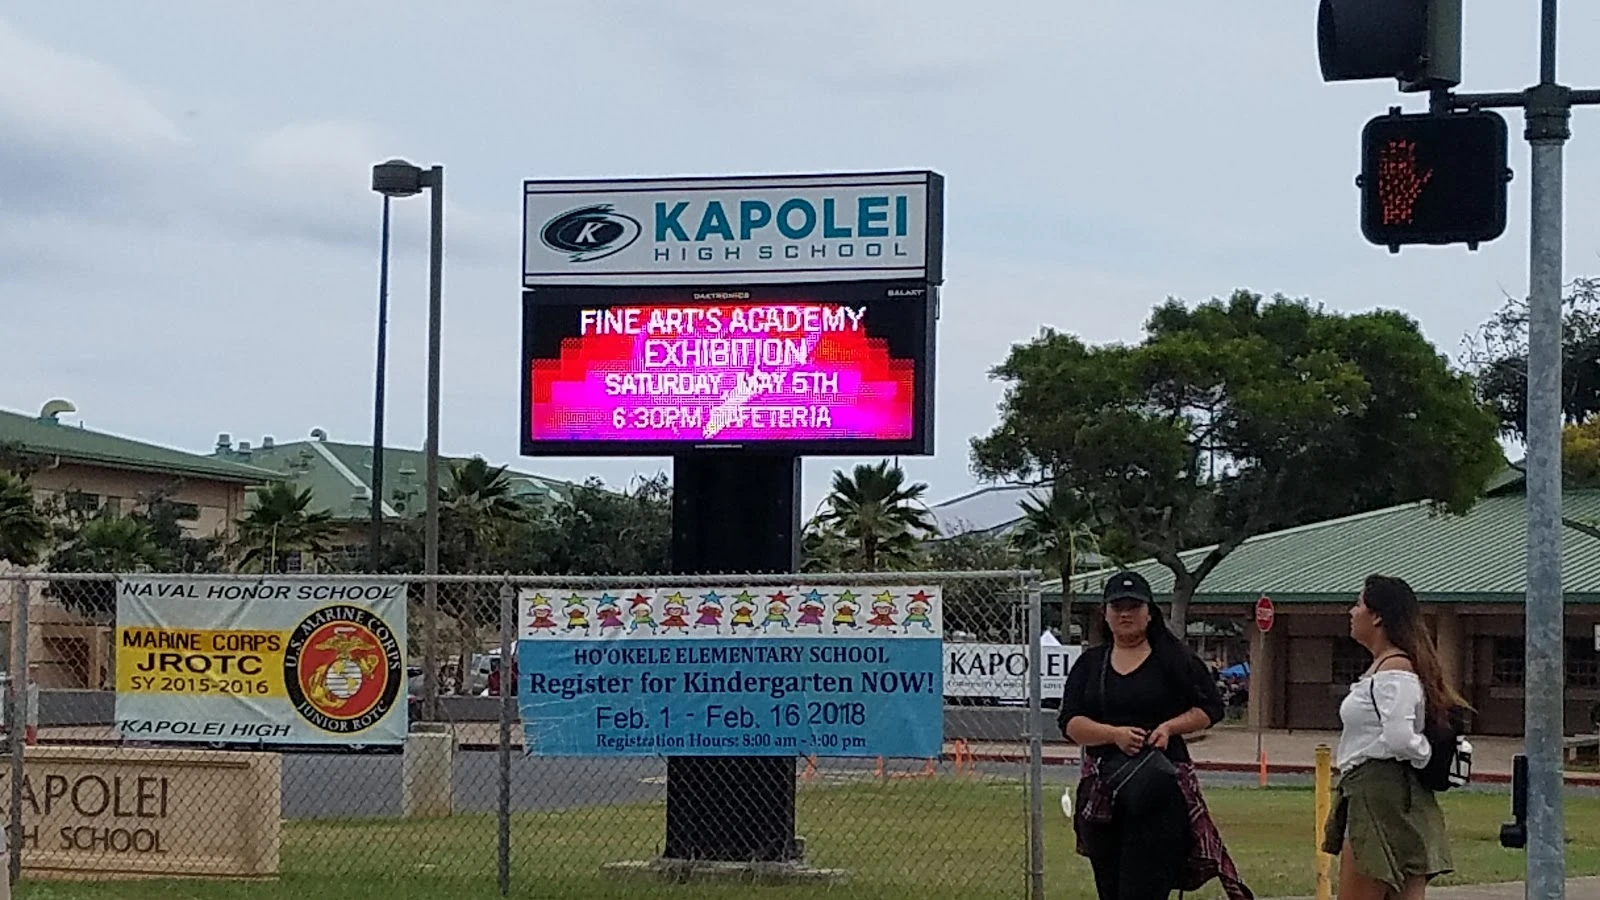 K
KAPOLEI
HIGH SCHOOL
DAKTRONICS
GALAXY
FINE ART'S ACADEMY
EXHIBITION
SATURDAY, MAY 5TH
6:30PM CAFETERIA
NAVAL HONOR SCHOOL
MARINE CORPS
JROTC
SY 2015-2016
KAPOLEI HIGH
U.S. MARINE CORPS
JUNIOR ROTC
HO'OKELE ELEMENTARY SCHOOL
Register for Kindergarten NOW!
Feb. 1 - Feb. 16 2018
Registration Hours: 8:00 am - 3:00 pm
KAPOLEI
KAPOLEI
SCHOOL